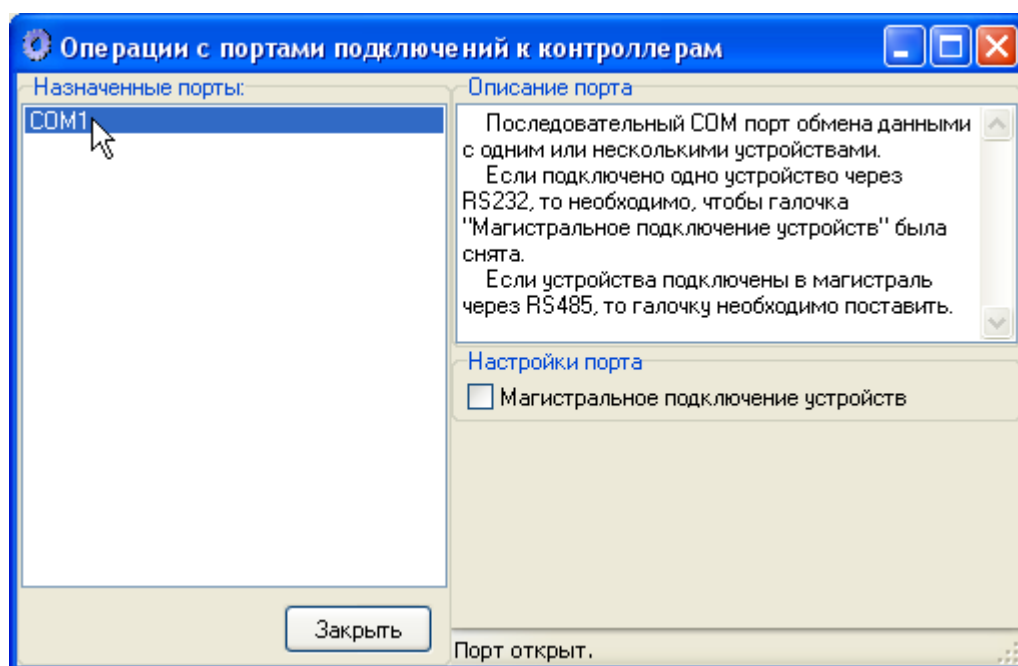 Операции с портами подключений к контроллерам
Назначенные порты:
COM1
Описание порта
Последовательный COM порт обмена данными
с одним или несколькими устройствами.
Если подключено одно устройство через
RS232, то необходимо, чтобы галочка
"Магистральное подключение устройств" была
снята.
Если устройства подключены в магистраль
через RS485, то галочку необходимо поставить.
Настройки порта
Магистральное подключение устройств
Закрыть
Порт открыт.